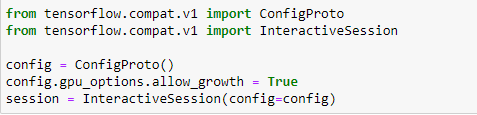 from tensorflow.compat.v1 import ConfigProto
from tensorflow.compat.v1 import InteractiveSession
config = ConfigProto()
config.gpu_options.allow_growth = True
session = InteractiveSession(config=config)